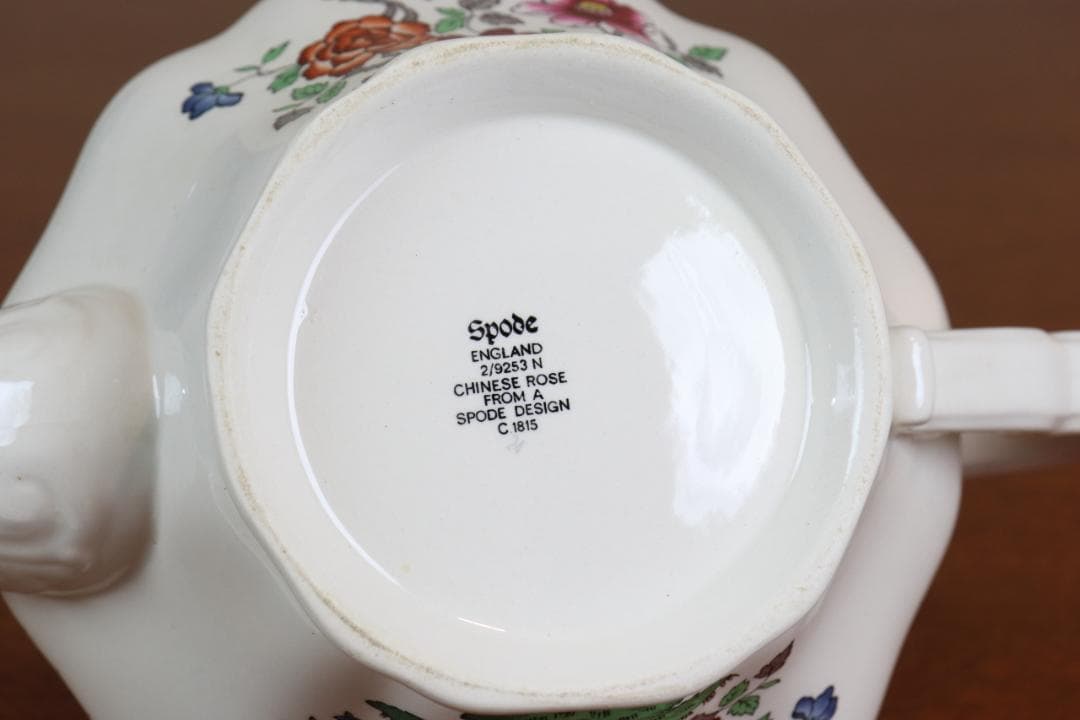 Spode
ENGLAND
2/9253 N
CHINESE ROSE
FROM A
SPODE DESIGN
C 1815